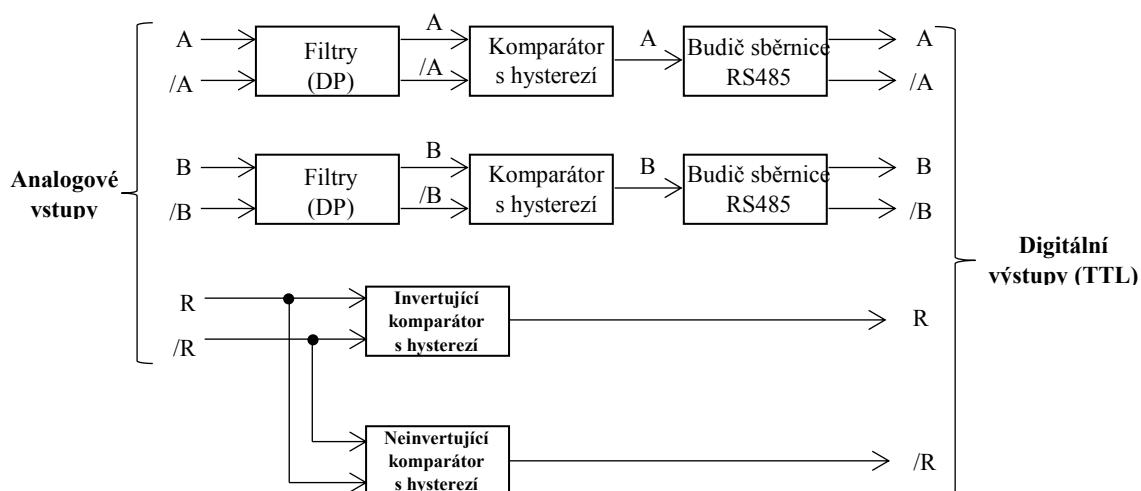 A
/A
Filtry
(DP)
A
/A
Komparátor
s hysterezí
A
Budič sběrnice
RS485
A
/A
Analogové
vstupy
B
/B
Filtry
(DP)
B
/B
Komparátor
s hysterezí
B
Budič sběrnice
RS485
B
/B
Digitální
výstupy (TTL)
R
/R
Invertující
komparátor
s hysterezí
R
Neinvertující
komparátor
s hysterezí
/R